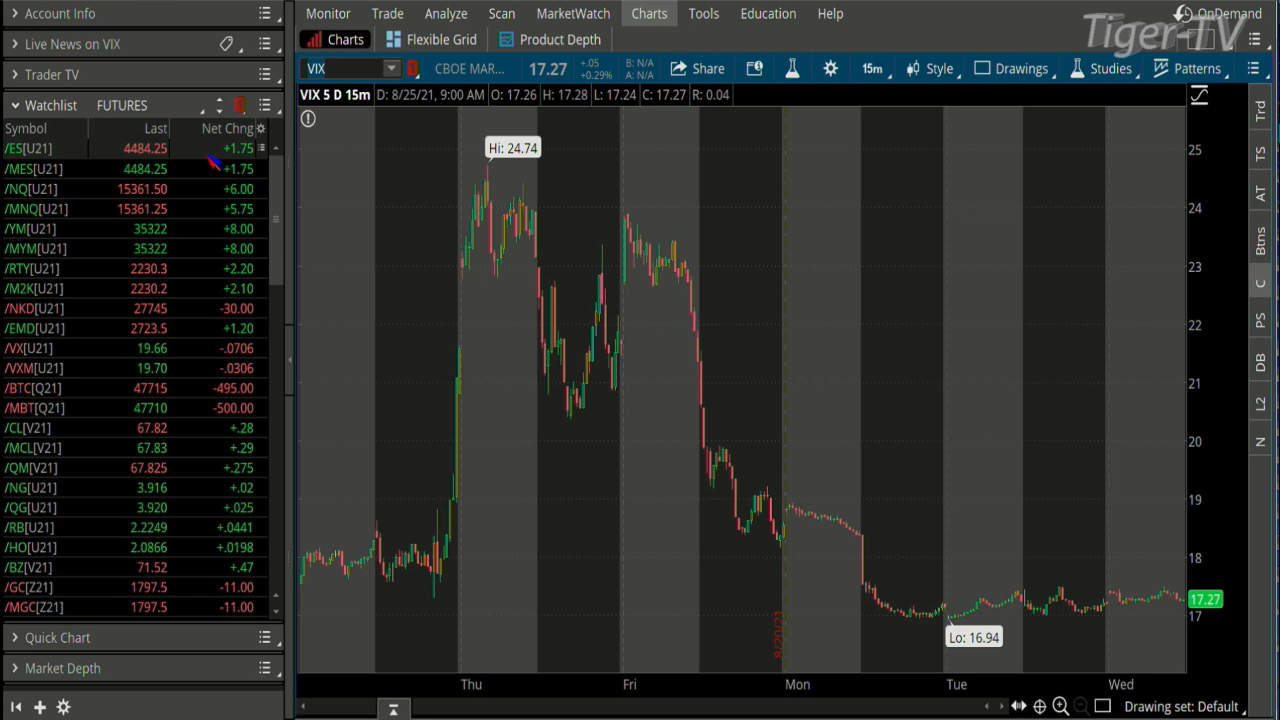 Account Info
Live News on VIX
Trader TV
Watchlist FUTURES
Symbol Last Net Chng
/ES[U21] 4484.25 +1.75
/MES[U21] 4484.25 +1.75
/NQ[U21] 15361.50 +6.00
/MNQ[U21] 15361.25 +5.75
/YM[U21] 35322 +8.00
/MYM[U21] 35322 +8.00
/RTY[U21] 2230.3 +2.20
/M2K[U21] 2230.2 +2.10
/NKD[U21] 27745 -30.00
/EMD[U21] 2723.5 +1.20
/VX[U21] 19.66 -.0706
/VXM[U21] 19.70 -.0306
/BTC[Q21] 47715 -495.00
/MBT[Q21] 47710 -500.00
/CL[V21] 67.82 +.28
/MCL[V21] 67.83 +.29
/QM[V21] 67.825 +.275
/NG[U21] 3.916 +.02
/QG[U21] 3.920 +.025
/RB[U21] 2.2249 +.0441
/HO[U21] 2.0866 +.0198
/BZ[V21] 71.52 +.47
/GC[Z21] 1797.5 -11.00
/MGC[Z21] 1797.5 -11.00
Quick Chart
Market Depth
Monitor Trade Analyze Scan MarketWatch Charts Tools Education Help
OnDemand
Tiger-TV
Charts Flexible Grid Product Depth
VIX 1 CBOE MAR... 17.27 +.05 +0.29% B: N/A A: N/A Share 15m Style Drawings Studies Patterns
VIX 5 D 15m D: 8/25/21, 9:00 AM O: 17.26 H: 17.28 L: 17.24 C: 17.27 R: 0.04
Hi: 24.74
Lo: 16.94
8/20/21
25
24
23
22
21
20
19
18
17.27
17
Thu Fri Mon Tue Wed
Drawing set: Default
Trd
TS
AT
Btns
C
PS
DB
L2
N